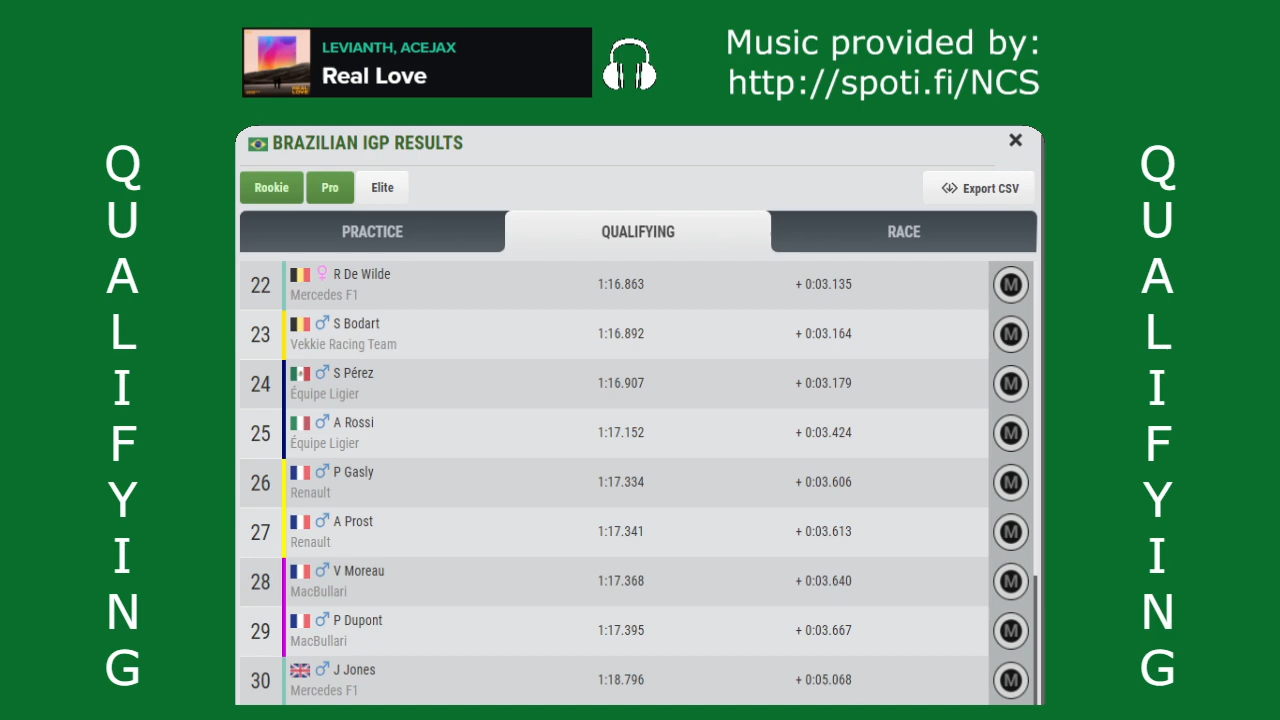 LEVIANTH, ACEJAX
Real Love
Music provided by:
http://spoti.fi/NCS
QUALIFYING
QUALIFYING
BRAZILIAN IGP RESULTS
Rookie Pro Elite Export CSV
PRACTICE QUALIFYING RACE
22 R De Wilde 1:16.863 + 0:03.135 M
Mercedes F1
23 S Bodart 1:16.892 + 0:03.164 M
Vekkie Racing Team
24 S Pérez 1:16.907 + 0:03.179 M
Équipe Ligier
25 A Rossi 1:17.152 + 0:03.424 M
Équipe Ligier
26 P Gasly 1:17.334 + 0:03.606 M
Renault
27 A Prost 1:17.341 + 0:03.613 M
Renault
28 V Moreau 1:17.368 + 0:03.640 M
MacBullari
29 P Dupont 1:17.395 + 0:03.667 M
MacBullari
30 J Jones 1:18.796 + 0:05.068 M
Mercedes F1